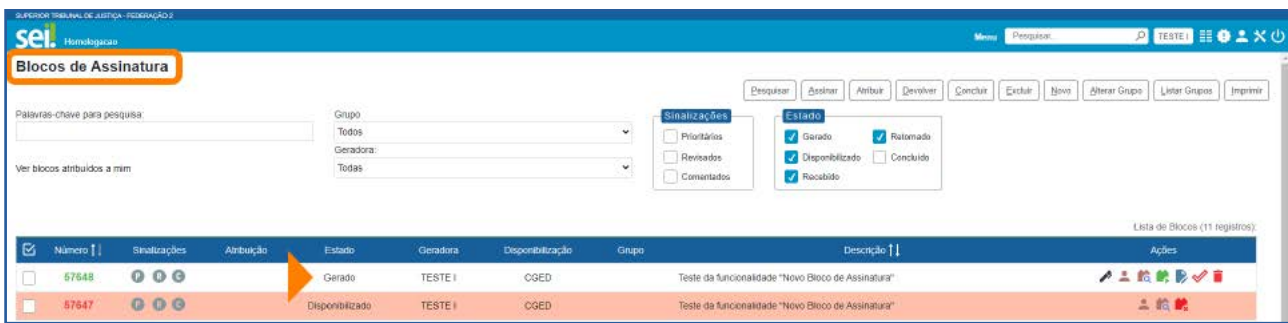 SUPERIOR TRIBUNAL DE JUSTIÇA - FEDERAÇÃO 2
sei. Homologacao Menu Pesquisar... TESTE I
Blocos de Assinatura
Pesquisar Assinar Atribuir Devolver Concluir Excluir Novo Alterar Grupo Listar Grupos Imprimir
Palavras-chave para pesquisa: Grupo Sinalizações Estado
Todos Prioritários Gerado Retornado
Geradora:
Ver blocos atribuídos a mim Todas Revisados Disponibilizado Concluído
Comentados Recebido
Lista de Blocos (11 registros):
Número Sinalizações Atribuição Estado Geradora Disponibilização Grupo Descrição Ações
57648 P R C Gerado TESTE I CGED Teste da funcionalidade "Novo Bloco de Assinatura"
57647 P R C Disponibilizado TESTE I CGED Teste da funcionalidade "Novo Bloco de Assinatura"